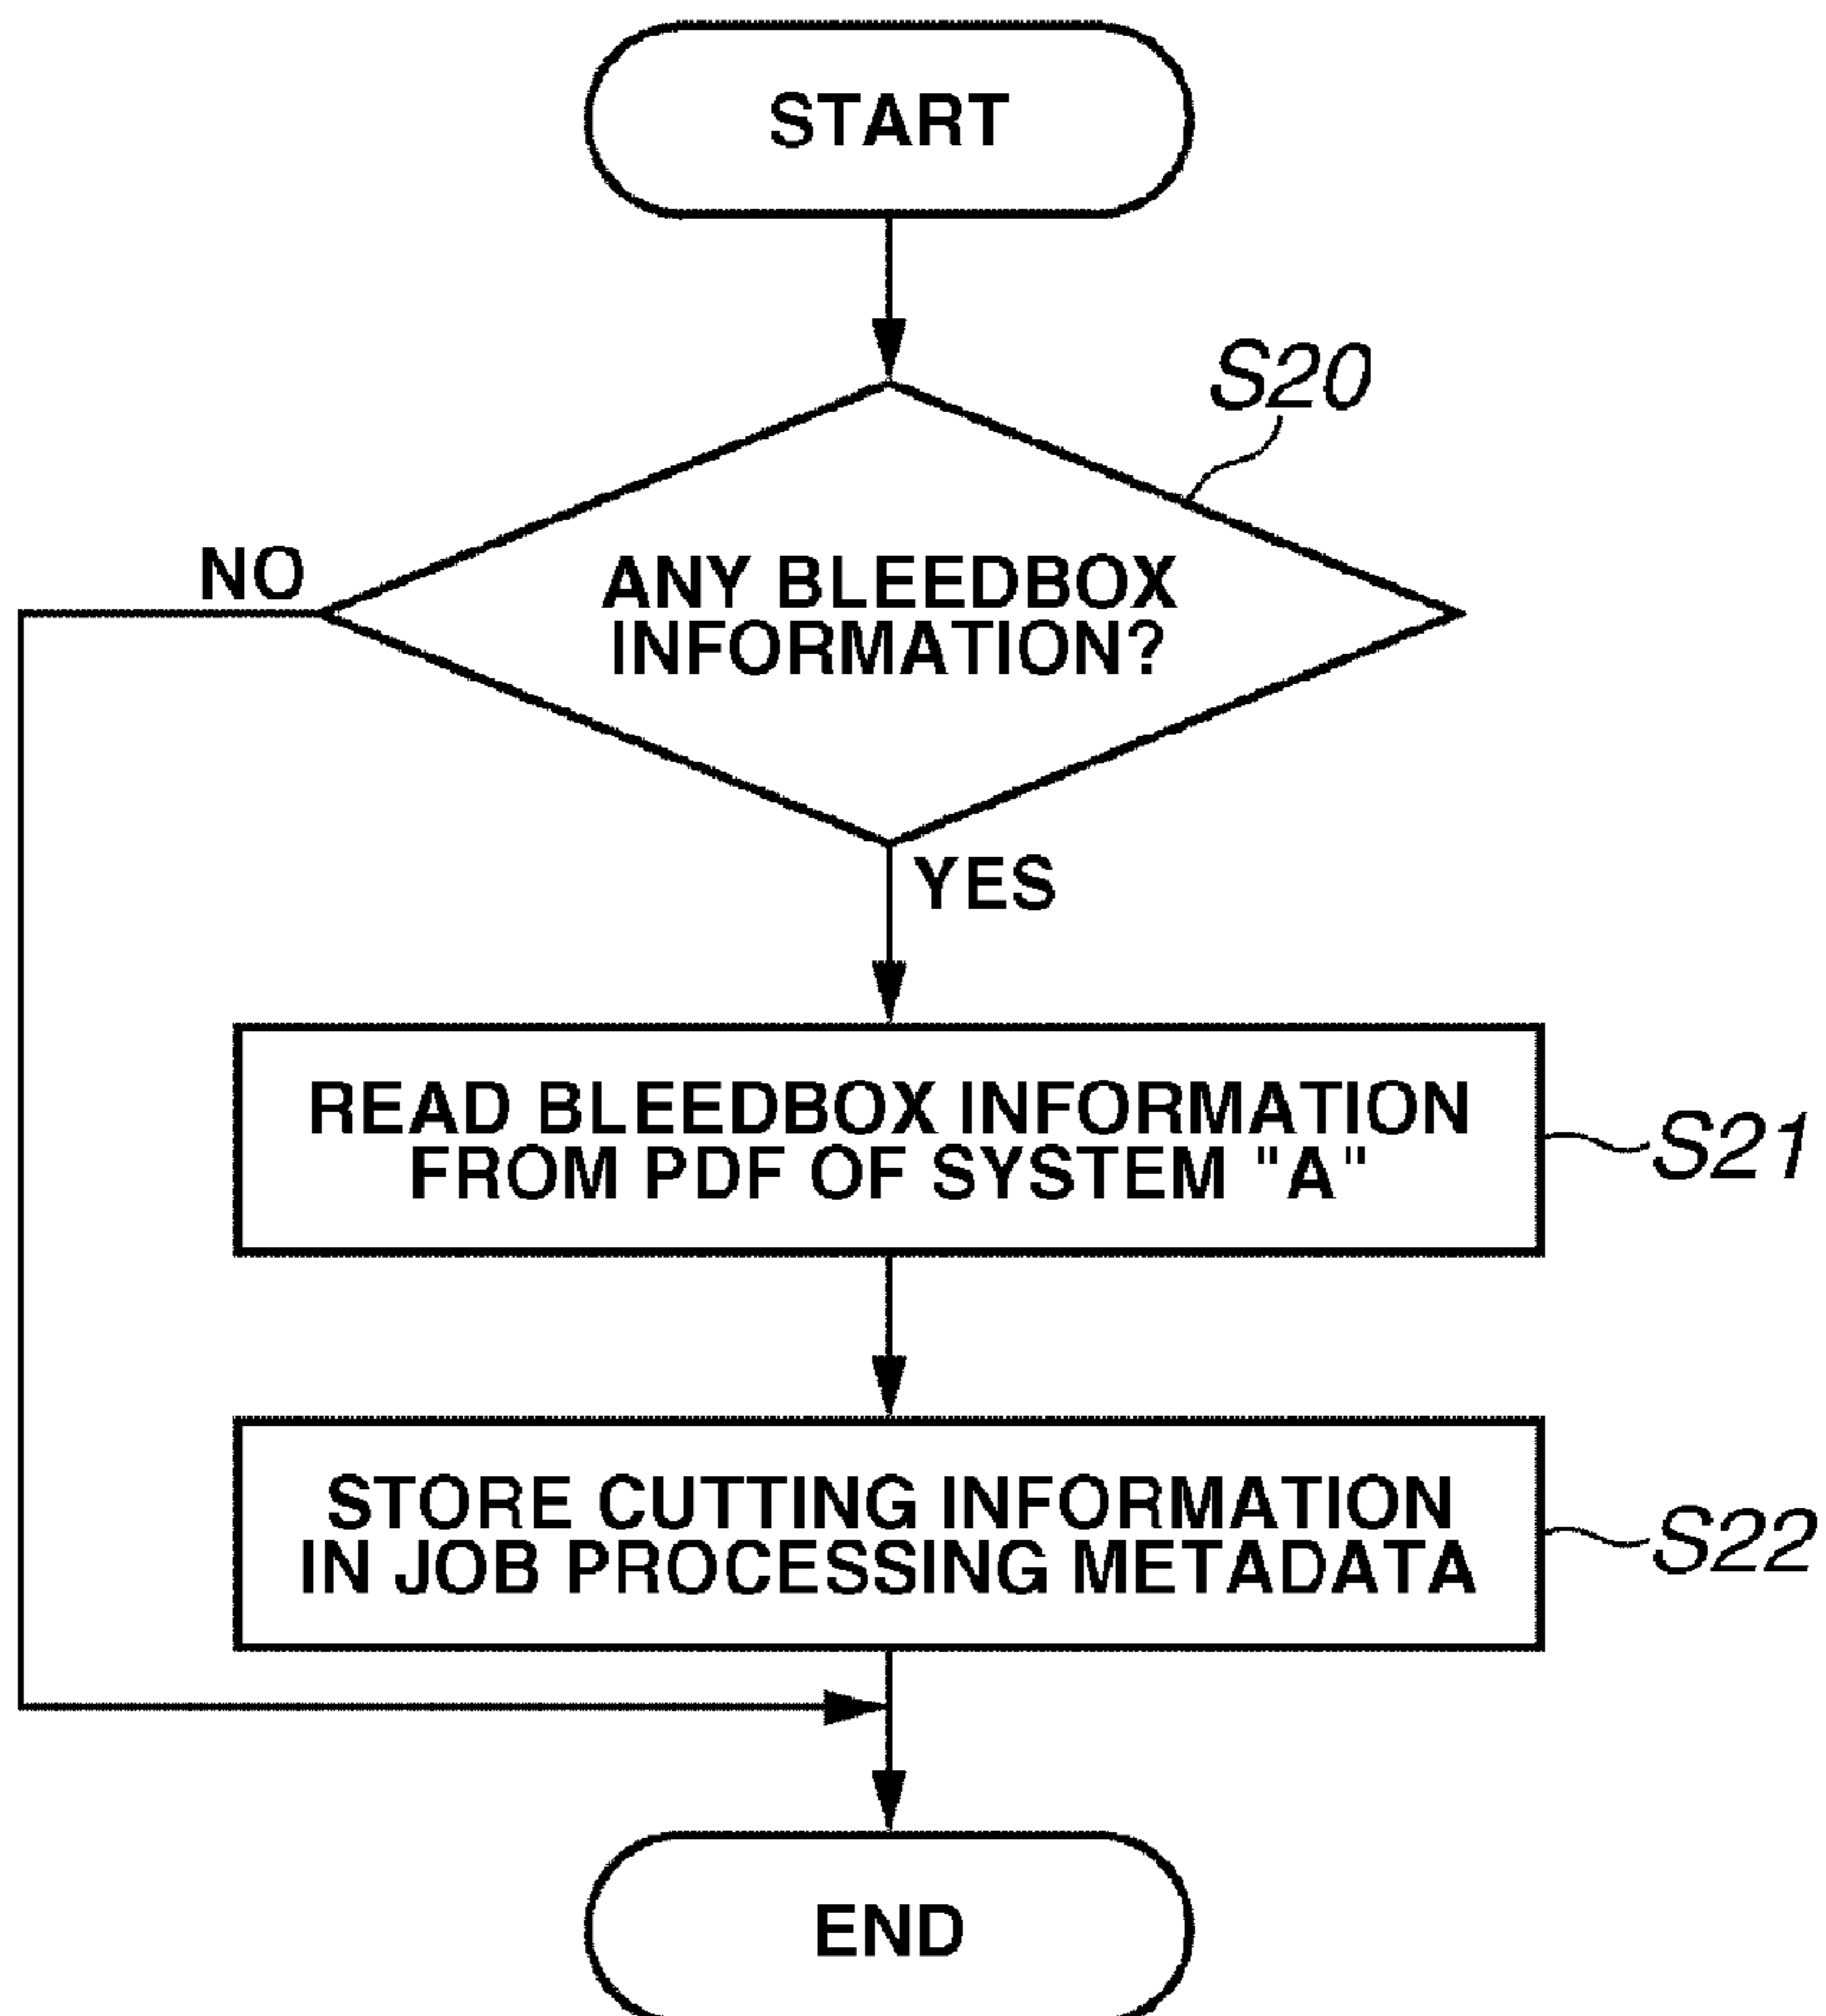 START
S20
NO
ANY BLEEDBOX
INFORMATION?
YES
READ BLEEDBOX INFORMATION
FROM PDF OF SYSTEM "A"
S21
STORE CUTTING INFORMATION
IN JOB PROCESSING METADATA
S22
END